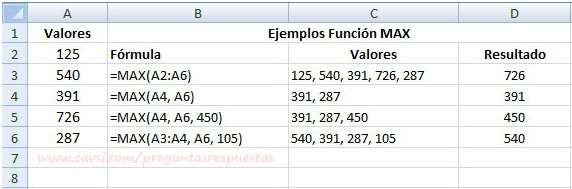 A B C D
1 Valores Ejemplos Función MAX
2 125 Fórmula Valores Resultado
3 540 =MAX(A2:A6) 125, 540, 391, 726, 287 726
4 391 =MAX(A4, A6) 391, 287 391
5 726 =MAX(A4, A6, 450) 391, 287, 450 450
6 287 =MAX(A3:A4, A6, 105) 540, 391, 287, 105 540
7 www.cavsi.com/preguntasrespuestas
8